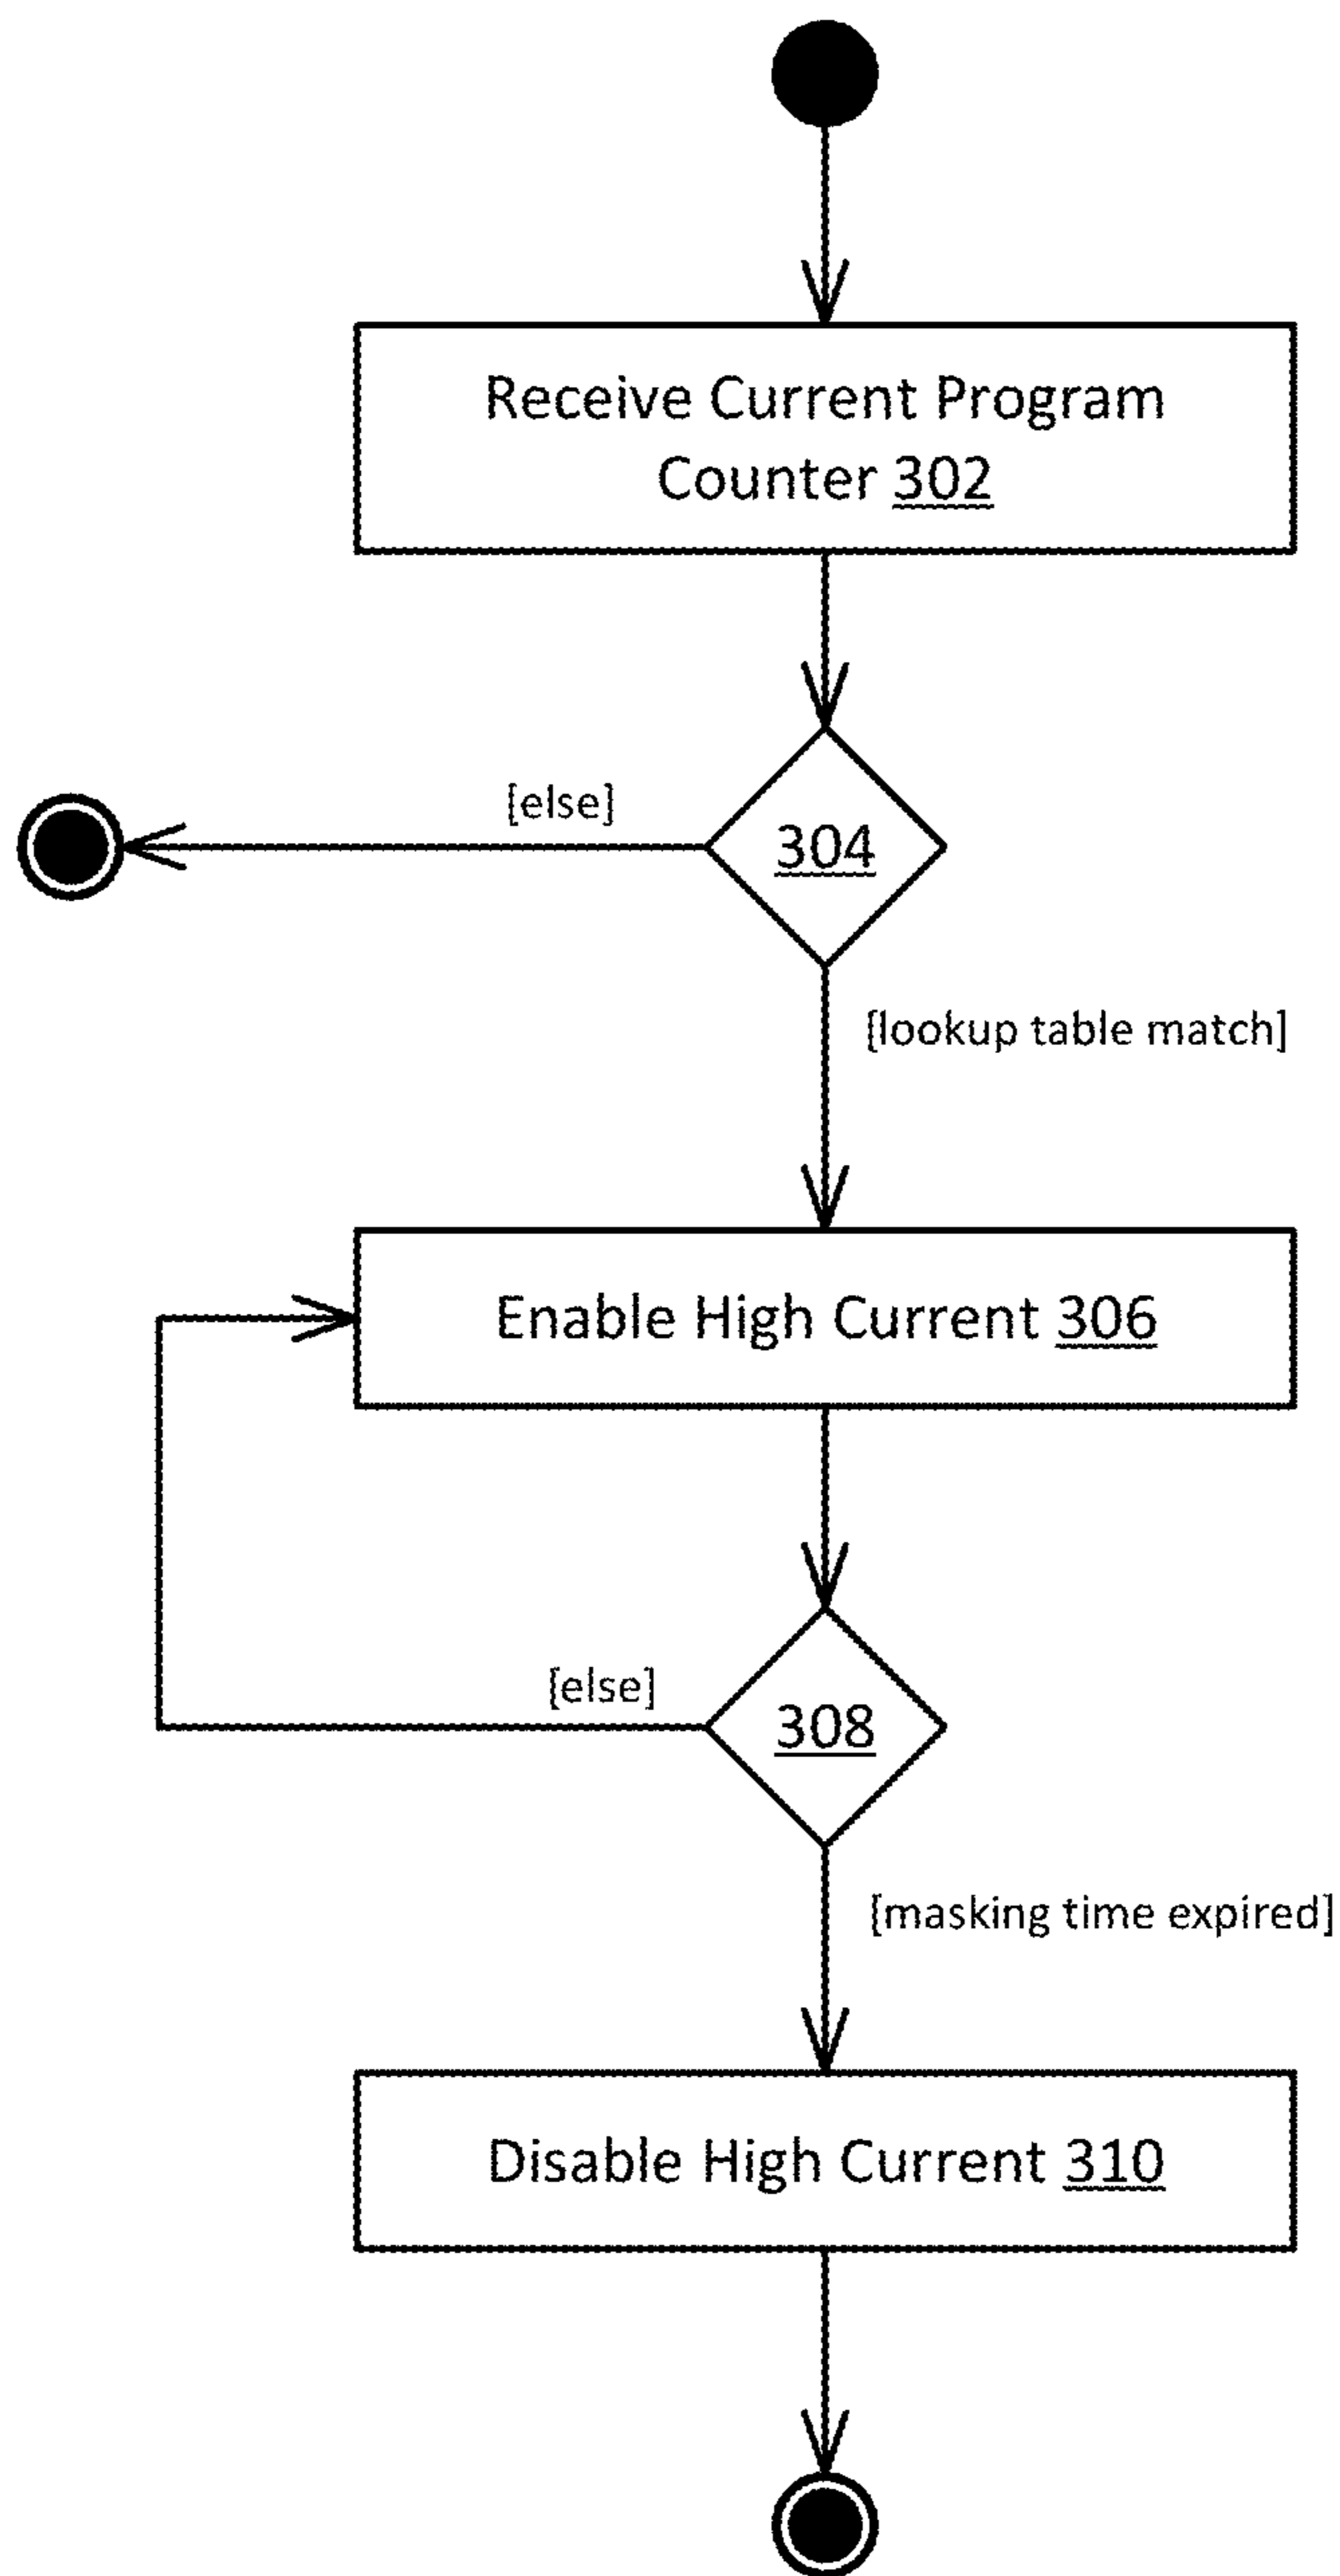 Receive Current Program
Counter 302
[else]
304
[lookup table match]
Enable High Current 306
[else]
308
[masking time expired]
Disable High Current 310